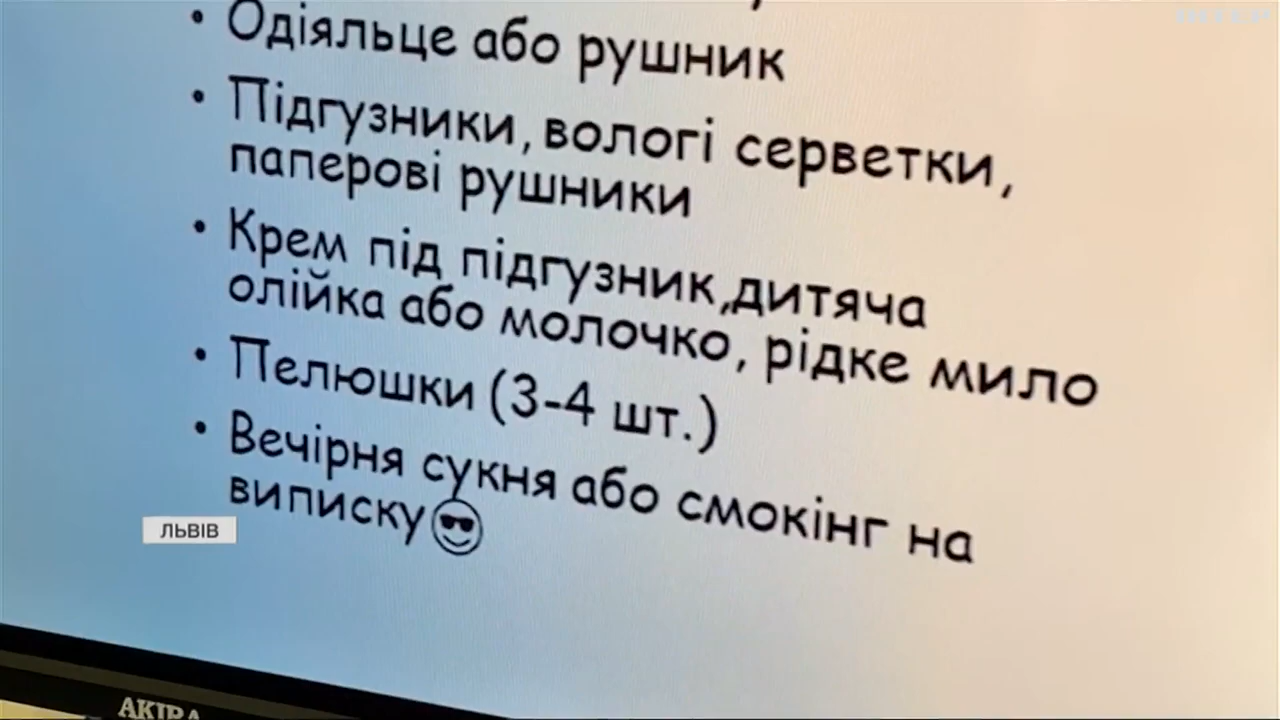 • Одіяльце або рушник
• Підгузники, вологі серветки,
паперові рушники
• Крем під підгузник,дитяча
олійка або молочко, рідке мило
• Пелюшки (3-4 шт.)
• Вечірня сукня або смокінг на
виписку😎
ЛЬВІВ
AKIRA